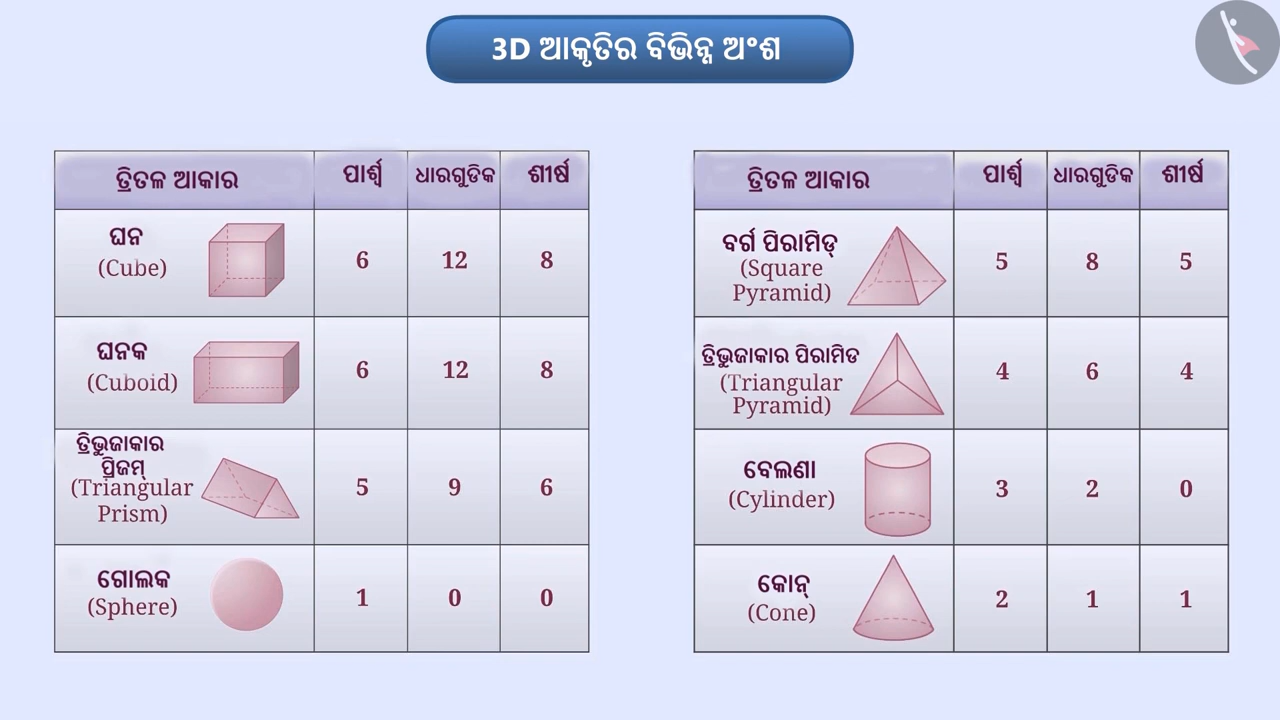 3D ଆକୃତିର ବିଭିନ୍ନ ଅଂଶ
ତ୍ରିତଳ ଆକାର ପାର୍ଶ୍ୱ ଧାରଗୁଡିକ ଶୀର୍ଷ
ଘନ
(Cube) 6 12 8
ଘନକ
(Cuboid) 6 12 8
ତ୍ରିଭୁଜାକାର
ପ୍ରିଜମ୍
(Triangular
Prism) 5 9 6
ଗୋଲକ
(Sphere) 1 0 0
ତ୍ରିତଳ ଆକାର ପାର୍ଶ୍ୱ ଧାରଗୁଡିକ ଶୀର୍ଷ
ବର୍ଗ ପିରାମିଡ୍
(Square
Pyramid) 5 8 5
ତ୍ରିଭୁଜାକାର ପିରାମିଡ
(Triangular
Pyramid) 4 6 4
ବେଲଣା
(Cylinder) 3 2 0
କୋନ୍
(Cone) 2 1 1